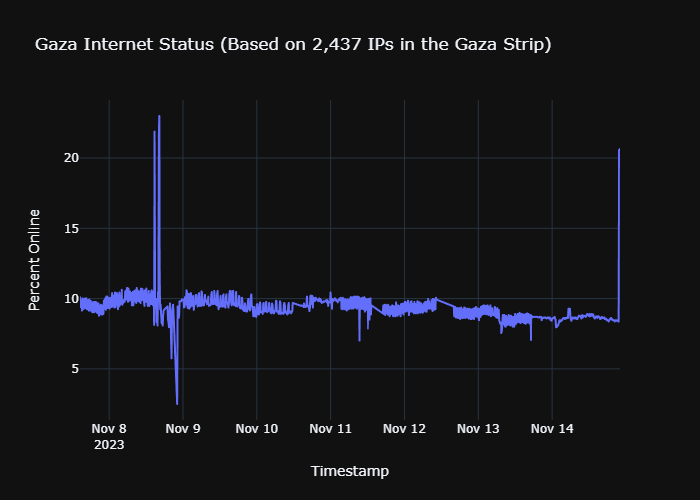 Gaza Internet Status (Based on 2,437 IPs in the Gaza Strip)
Percent Online
20
15
10
5
Nov 8
2023
Nov 9
Nov 10
Nov 11
Nov 12
Nov 13
Nov 14
Timestamp